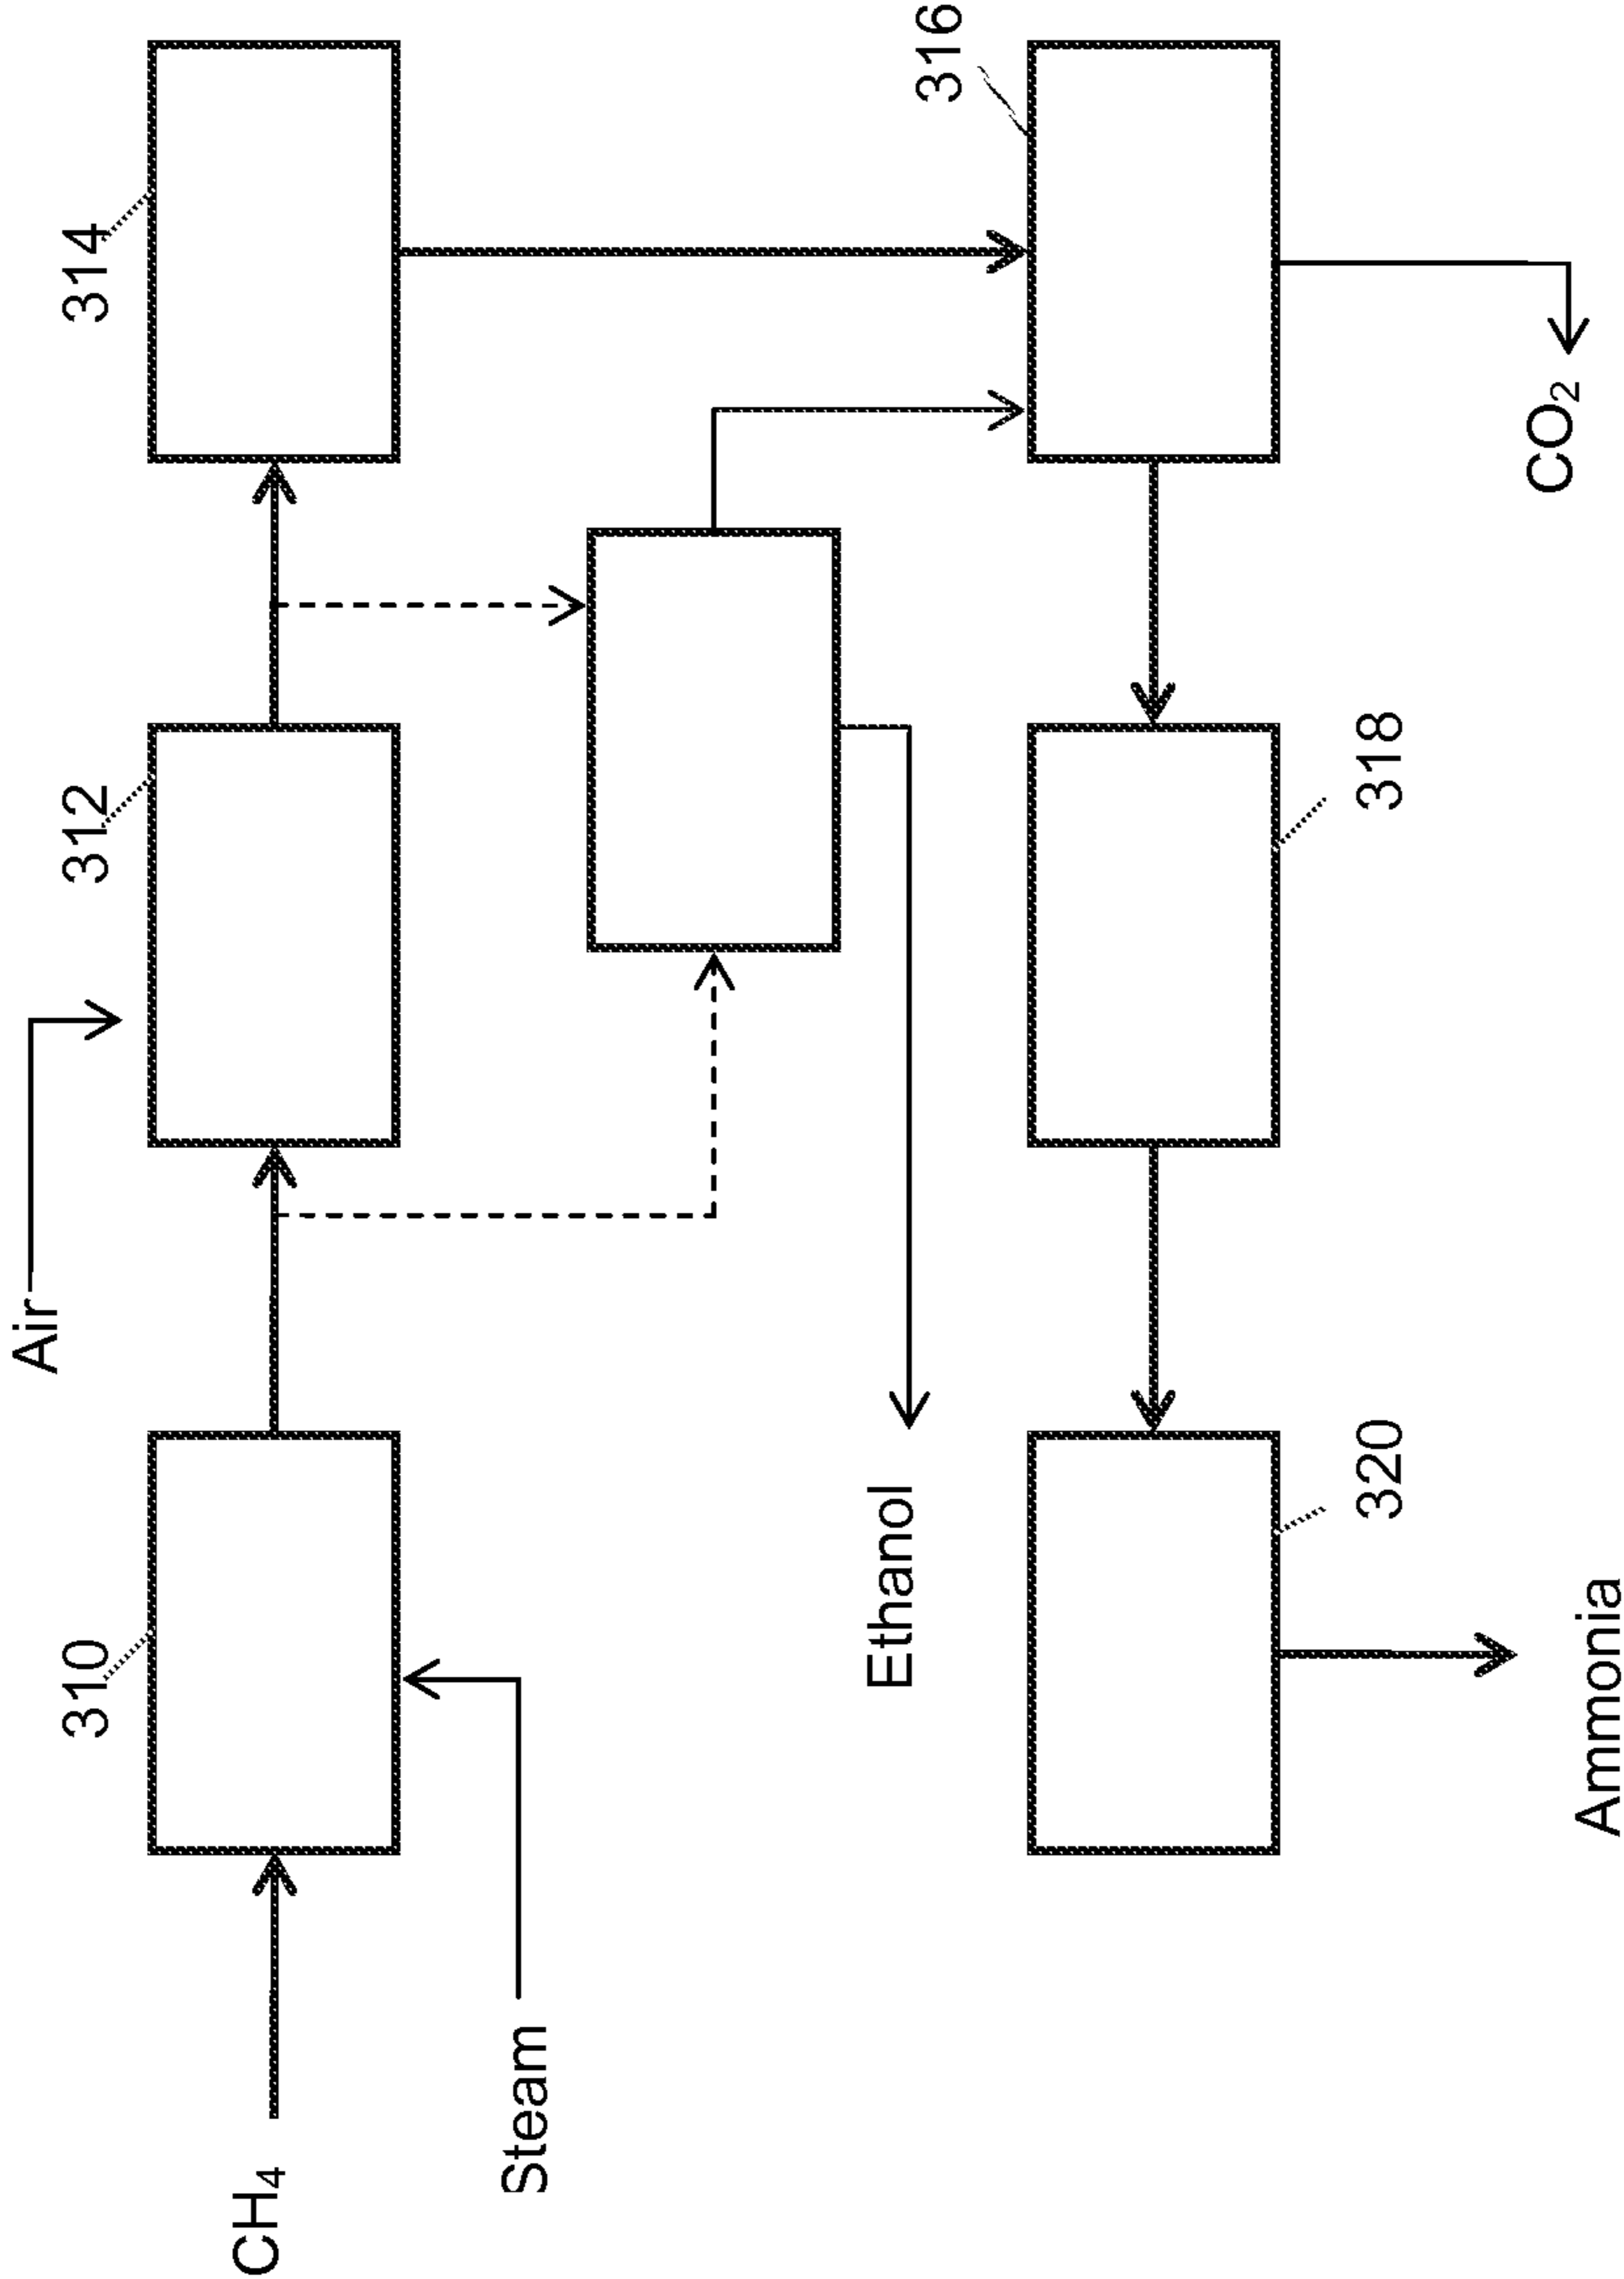 Air
310
312
314
CH₄
Steam
Ethanol
316
320
318
CO₂
Ammonia